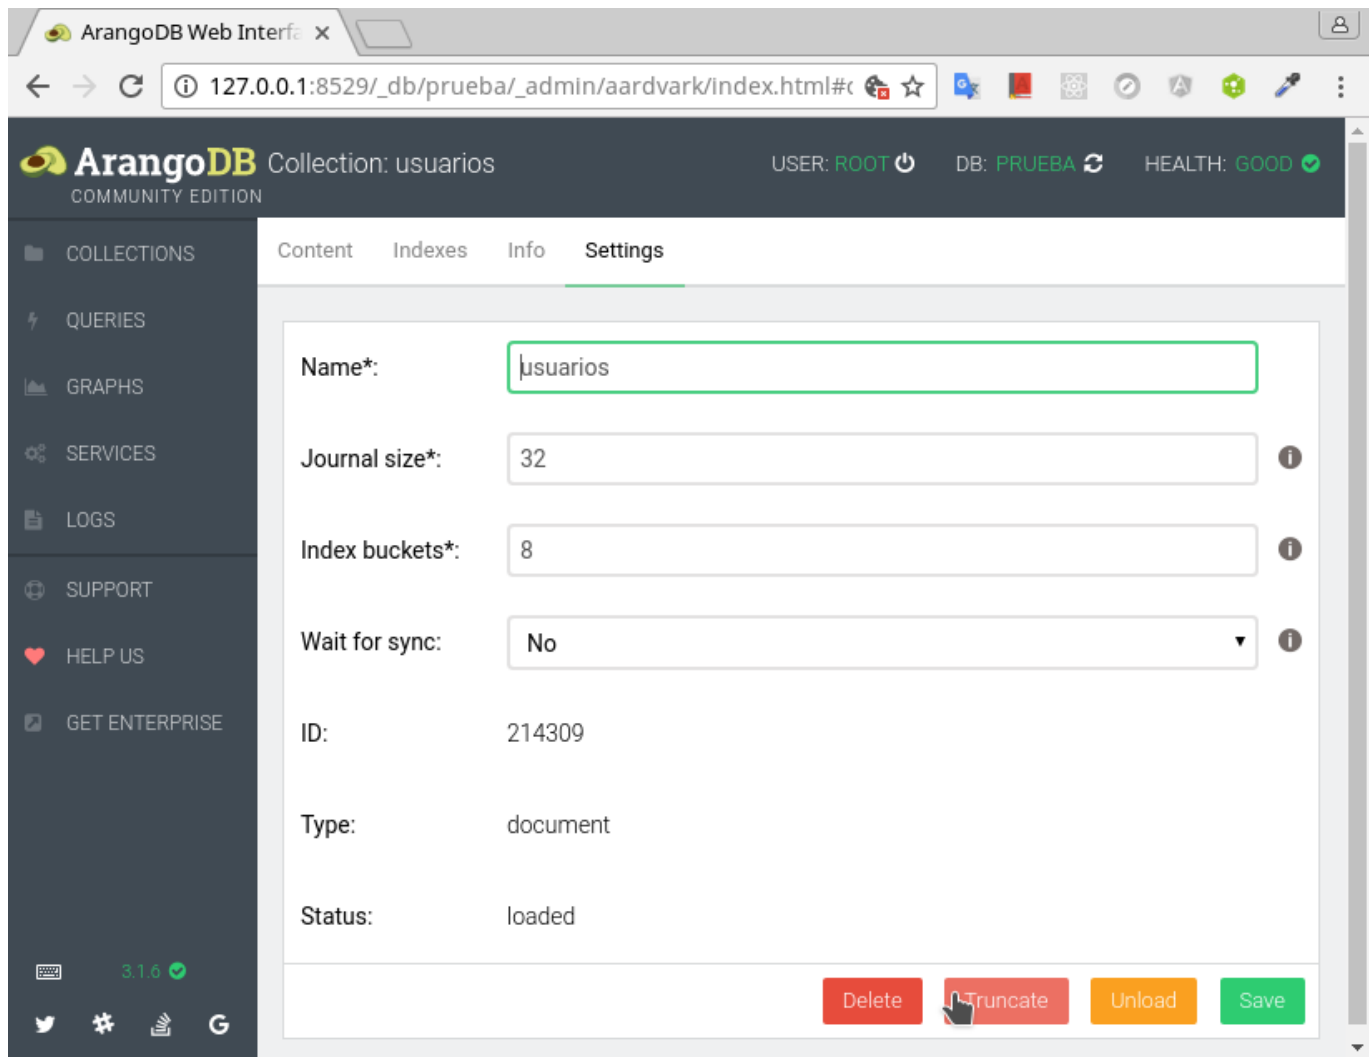 ArangoDB Web Interfa
127.0.0.1:8529/_db/prueba/_admin/aardvark/index.html#c
ArangoDB Collection: usuarios USER: ROOT DB: PRUEBA HEALTH: GOOD
COMMUNITY EDITION
COLLECTIONS
QUERIES
GRAPHS
SERVICES
LOGS
SUPPORT
HELP US
GET ENTERPRISE
3.1.6
Content Indexes Info Settings
Name*: usuarios
Journal size*: 32
Index buckets*: 8
Wait for sync: No
ID: 214309
Type: document
Status: loaded
Delete Truncate Unload Save